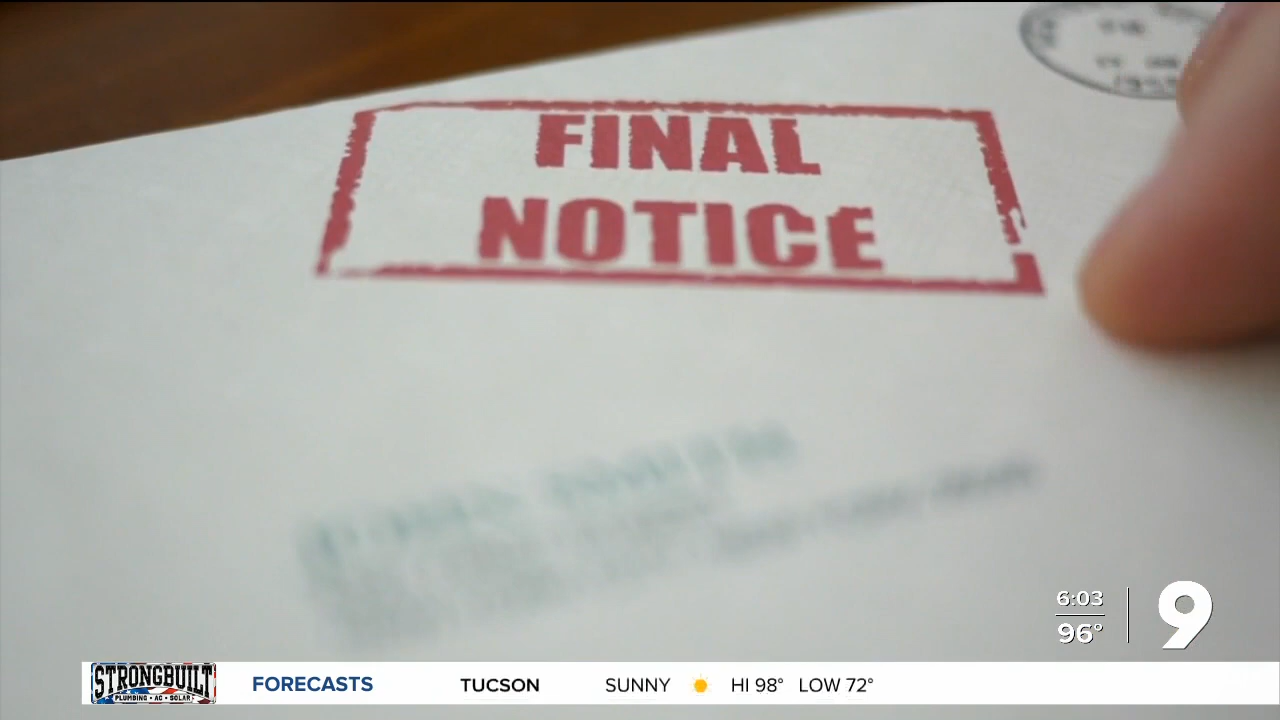 FINAL
NOTICE
6:03
96°
9
STRONGBUILT
PLUMBING • AC • SOLAR
FORECASTS TUCSON SUNNY HI 98° LOW 72°